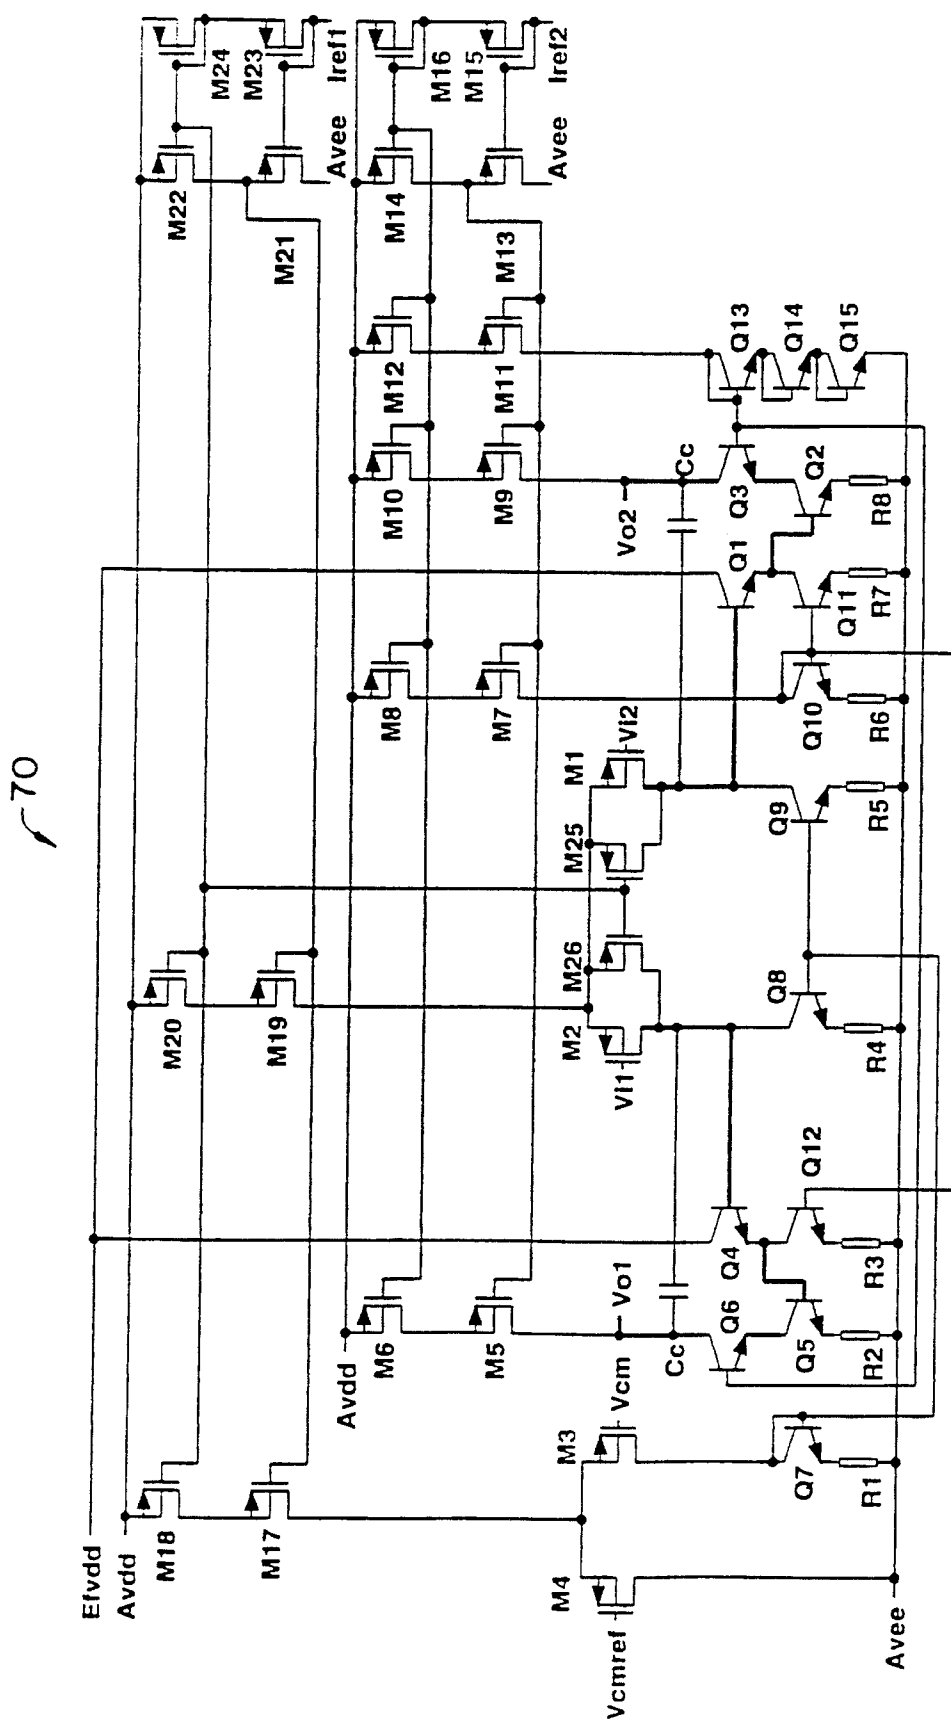 70
Efvdd
Avdd
M18
M17
M20
M19
M22
M21
M24
M23
Iref1
Avee
Avdd
M6
M5
M8
M7
M10
M9
M12
M11
M14
M13
M16
M15
Iref2
Avee
Vcmref
M4
M3
Vcm
Vo1
Cc
Vi1
M2
M26
M25
M1
Vi2
Vo2
Cc
Q7
Q6
Q5
Q4
Q12
Q8
Q9
Q10
Q11
Q1
Q3
Q2
Q13
Q14
Q15
Avee
R1
R2
R3
R4
R5
R6
R7
R8